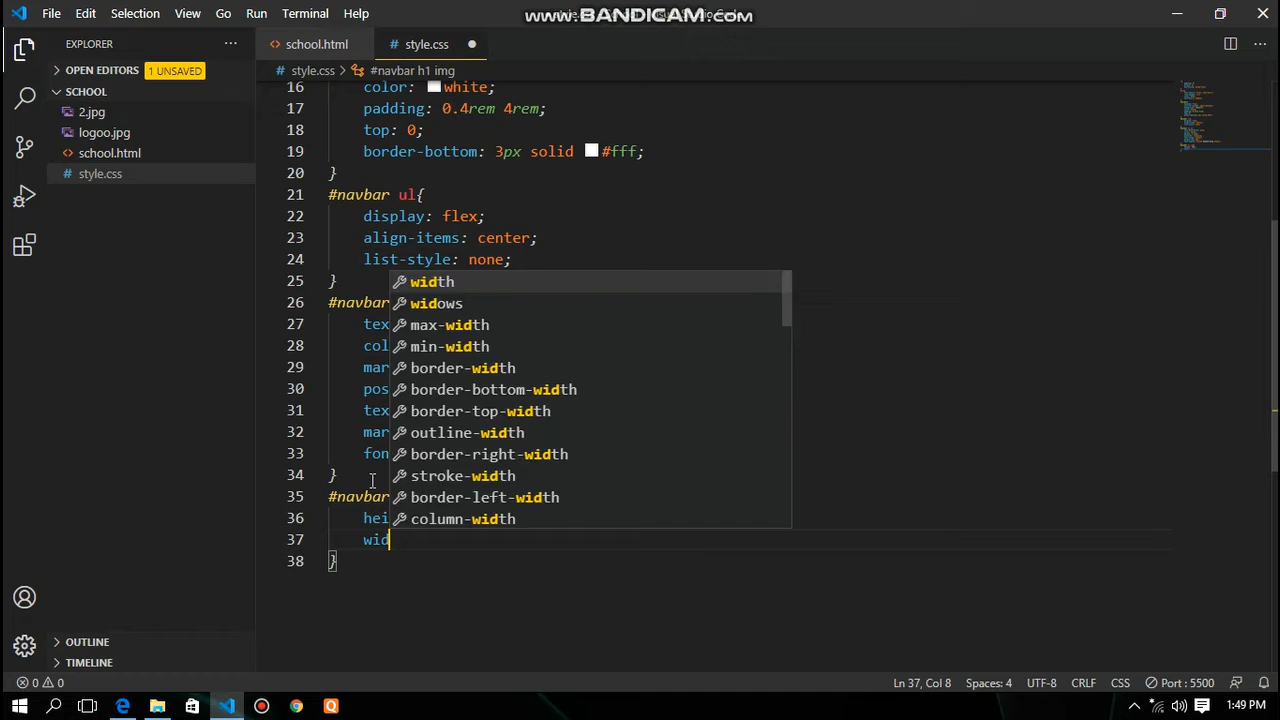 File Edit Selection View Go Run Terminal Help
www.BANDICAM.com
EXPLORER
school.html
style.css
OPEN EDITORS 1 UNSAVED
style.css > #navbar h1 img
SCHOOL
2.jpg
logoo.jpg
school.html
style.css
16 color: white;
17 padding: 0.4rem 4rem;
18 top: 0;
19 border-bottom: 3px solid #fff;
20 }
21 #navbar ul{
22 display: flex;
23 align-items: center;
24 list-style: none;
25 }
26 #navbar
27 tex
28 col
29 mar
30 pos
31 tex
32 mar
33 fon
34 }
35 #navbar
36 hei
37 wid
38 }
width
widows
max-width
min-width
border-width
border-bottom-width
border-top-width
outline-width
border-right-width
stroke-width
border-left-width
column-width
OUTLINE
TIMELINE
0 0
Ln 37, Col 8 Spaces: 4 UTF-8 CRLF CSS Port : 5500
1:49 PM